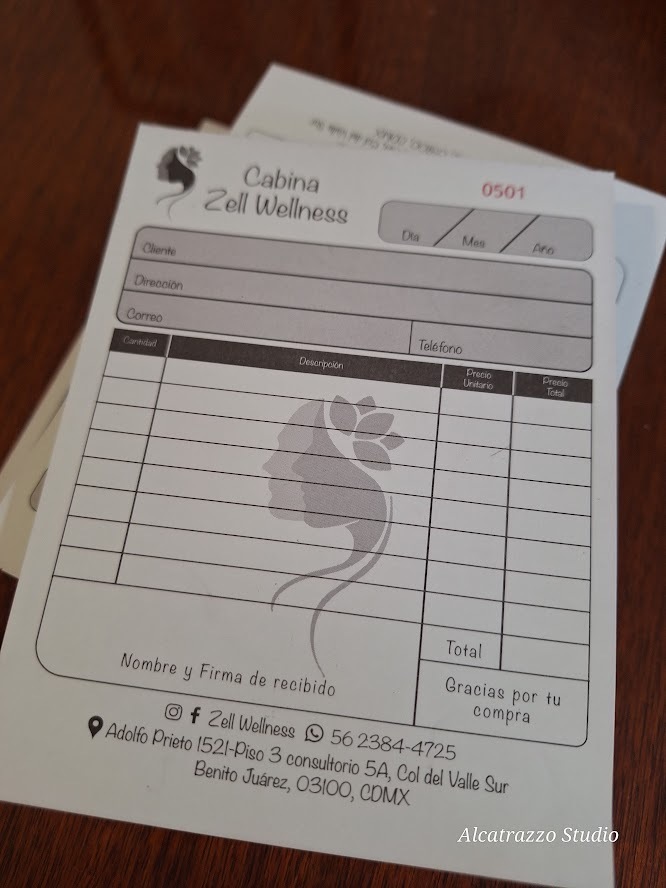 Cabina
Zell Wellness
0501
Día / Mes / Año
Cliente
Dirección
Correo
Teléfono
Cantidad
Descripción
Precio
Unitario
Precio
Total
Total
Nombre y Firma de recibido
Gracias por tu
compra
Zell Wellness 56 2384-4725
Adolfo Prieto 1521-Piso 3 consultorio 5A, Col del Valle Sur
Benito Juárez, 03100, CDMX
Alcatrazzo Studio